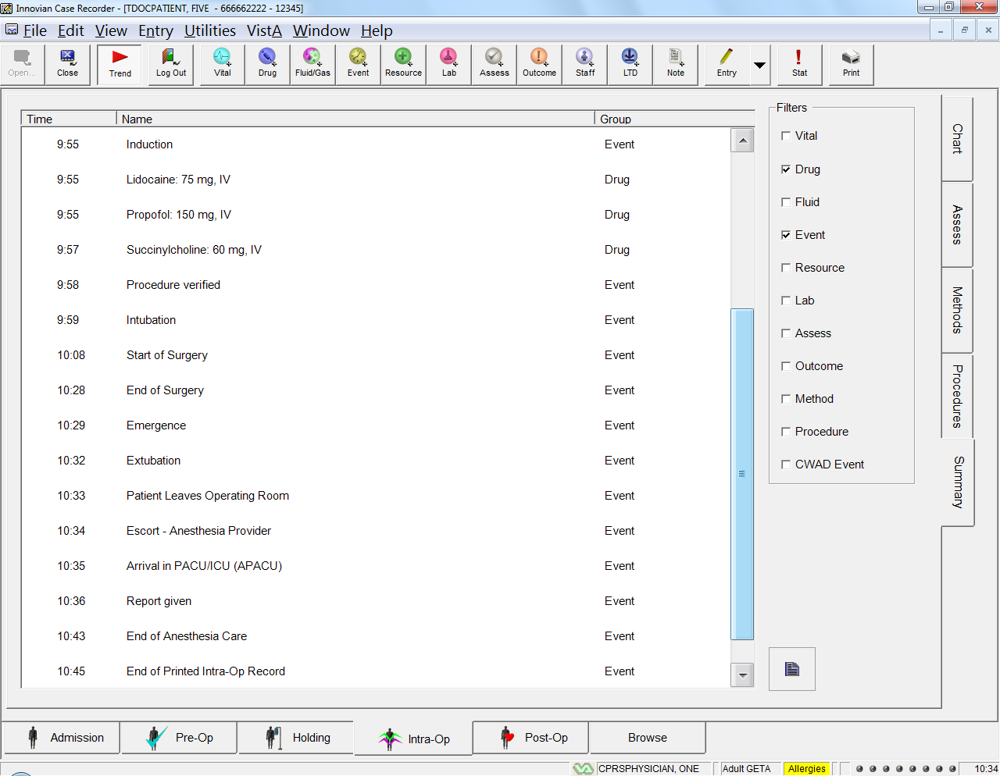 Innovian Case Recorder - [TDOCPATIENT, FIVE - 666662222 - 12345]
File Edit View Entry Utilities VistA Window Help
Open... Close Trend Log Out Vital Drug Fluid/Gas Event Resource Lab Assess Outcome Staff LTD Note Entry Stat Print
Time Name Group
9:55 Induction Event
9:55 Lidocaine: 75 mg, IV Drug
9:55 Propofol: 150 mg, IV Drug
9:57 Succinylcholine: 60 mg, IV Drug
9:58 Procedure verified Event
9:59 Intubation Event
10:08 Start of Surgery Event
10:28 End of Surgery Event
10:29 Emergence Event
10:32 Extubation Event
10:33 Patient Leaves Operating Room Event
10:34 Escort - Anesthesia Provider Event
10:35 Arrival in PACU/ICU (APACU) Event
10:36 Report given Event
10:43 End of Anesthesia Care Event
10:45 End of Printed Intra-Op Record Event
Filters
Vital
Drug
Fluid
Event
Resource
Lab
Assess
Outcome
Method
Procedure
CWAD Event
Chart
Assess
Methods
Procedures
Summary
Admission Pre-Op Holding Intra-Op Post-Op Browse
VA CPRSPHYSICIAN, ONE Adult GETA Allergies 10:34